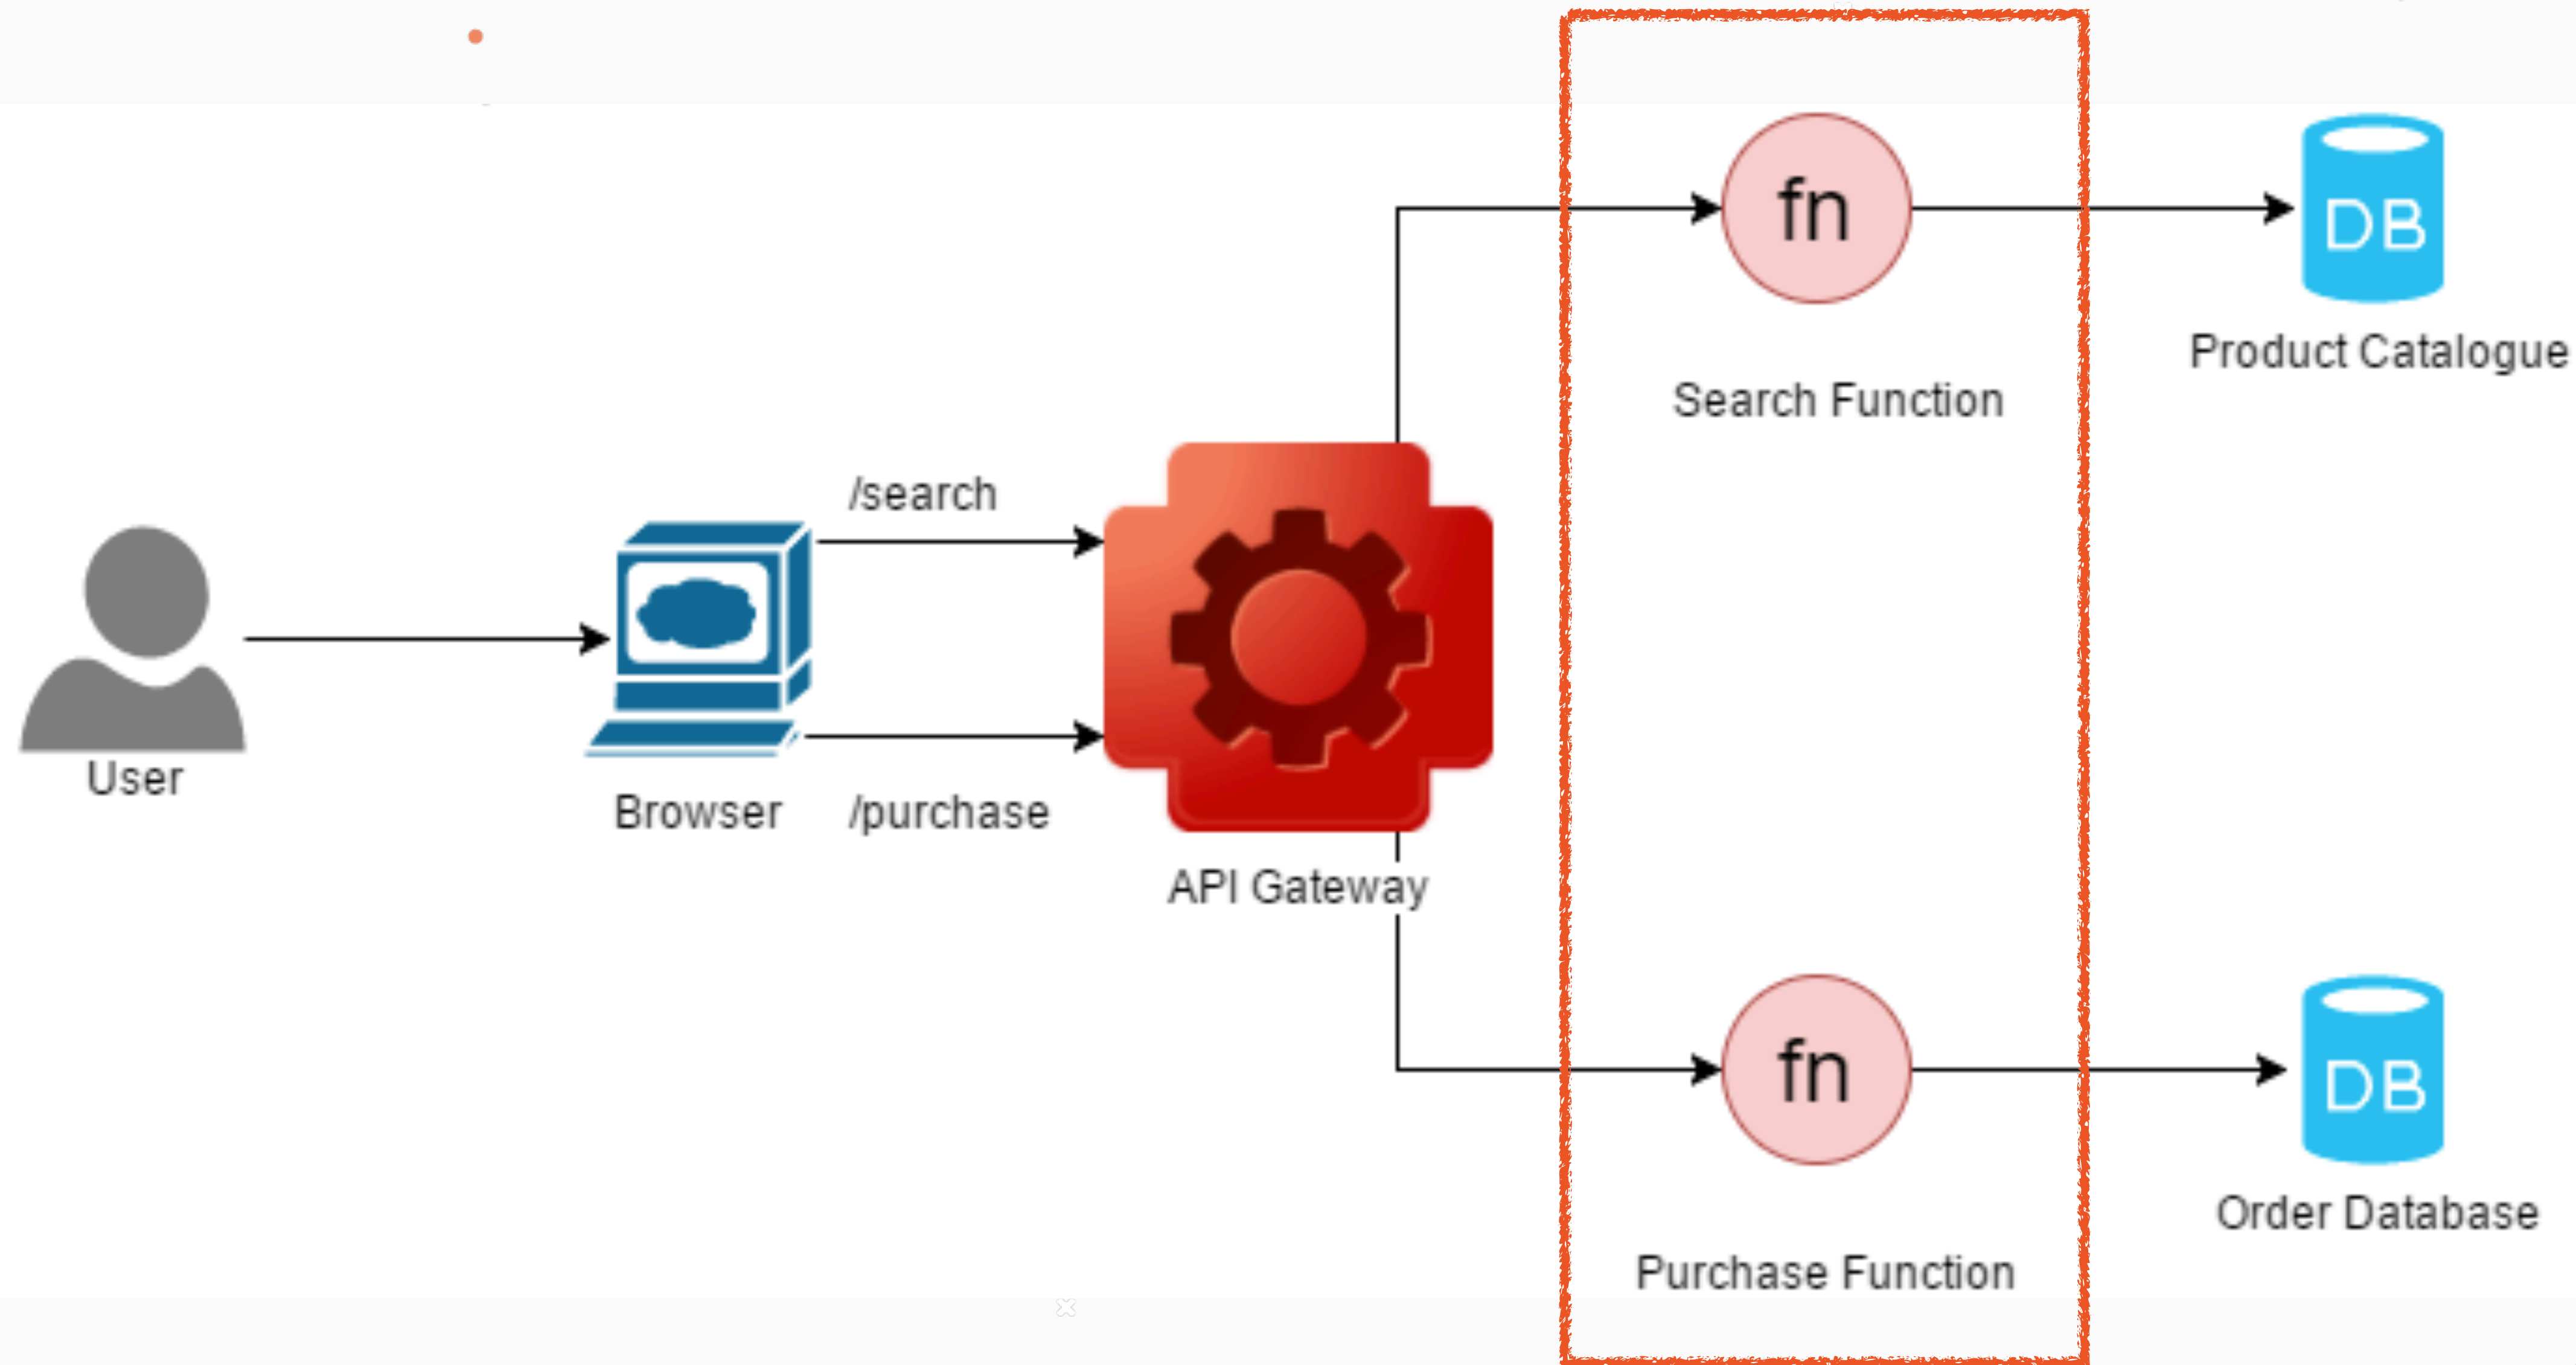 fn
DB
Product Catalogue
Search Function
/search
User
Browser
/purchase
API Gateway
fn
DB
Order Database
Purchase Function